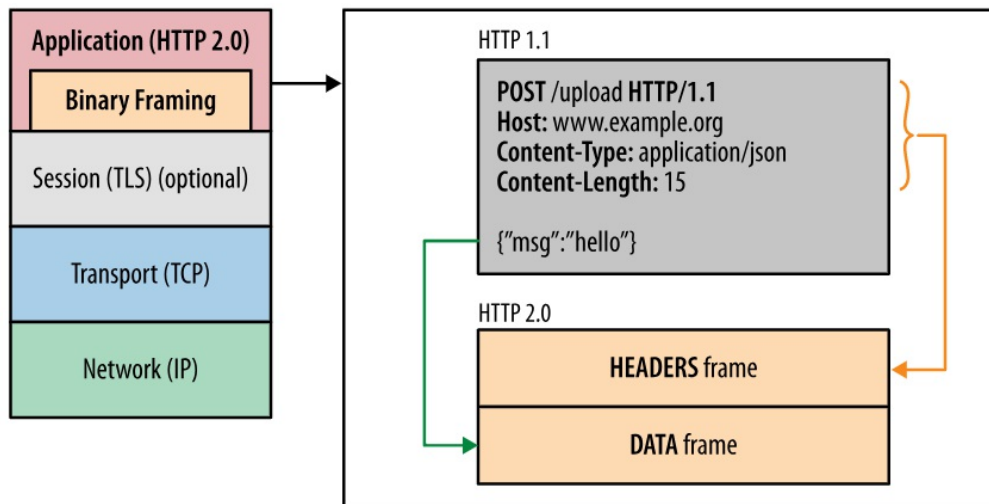 Application (HTTP 2.0)
Binary Framing
Session (TLS) (optional)
Transport (TCP)
Network (IP)
HTTP 1.1
POST /upload HTTP/1.1
Host: www.example.org
Content-Type: application/json
Content-Length: 15
{”msg”:”hello”}
HTTP 2.0
HEADERS frame
DATA frame